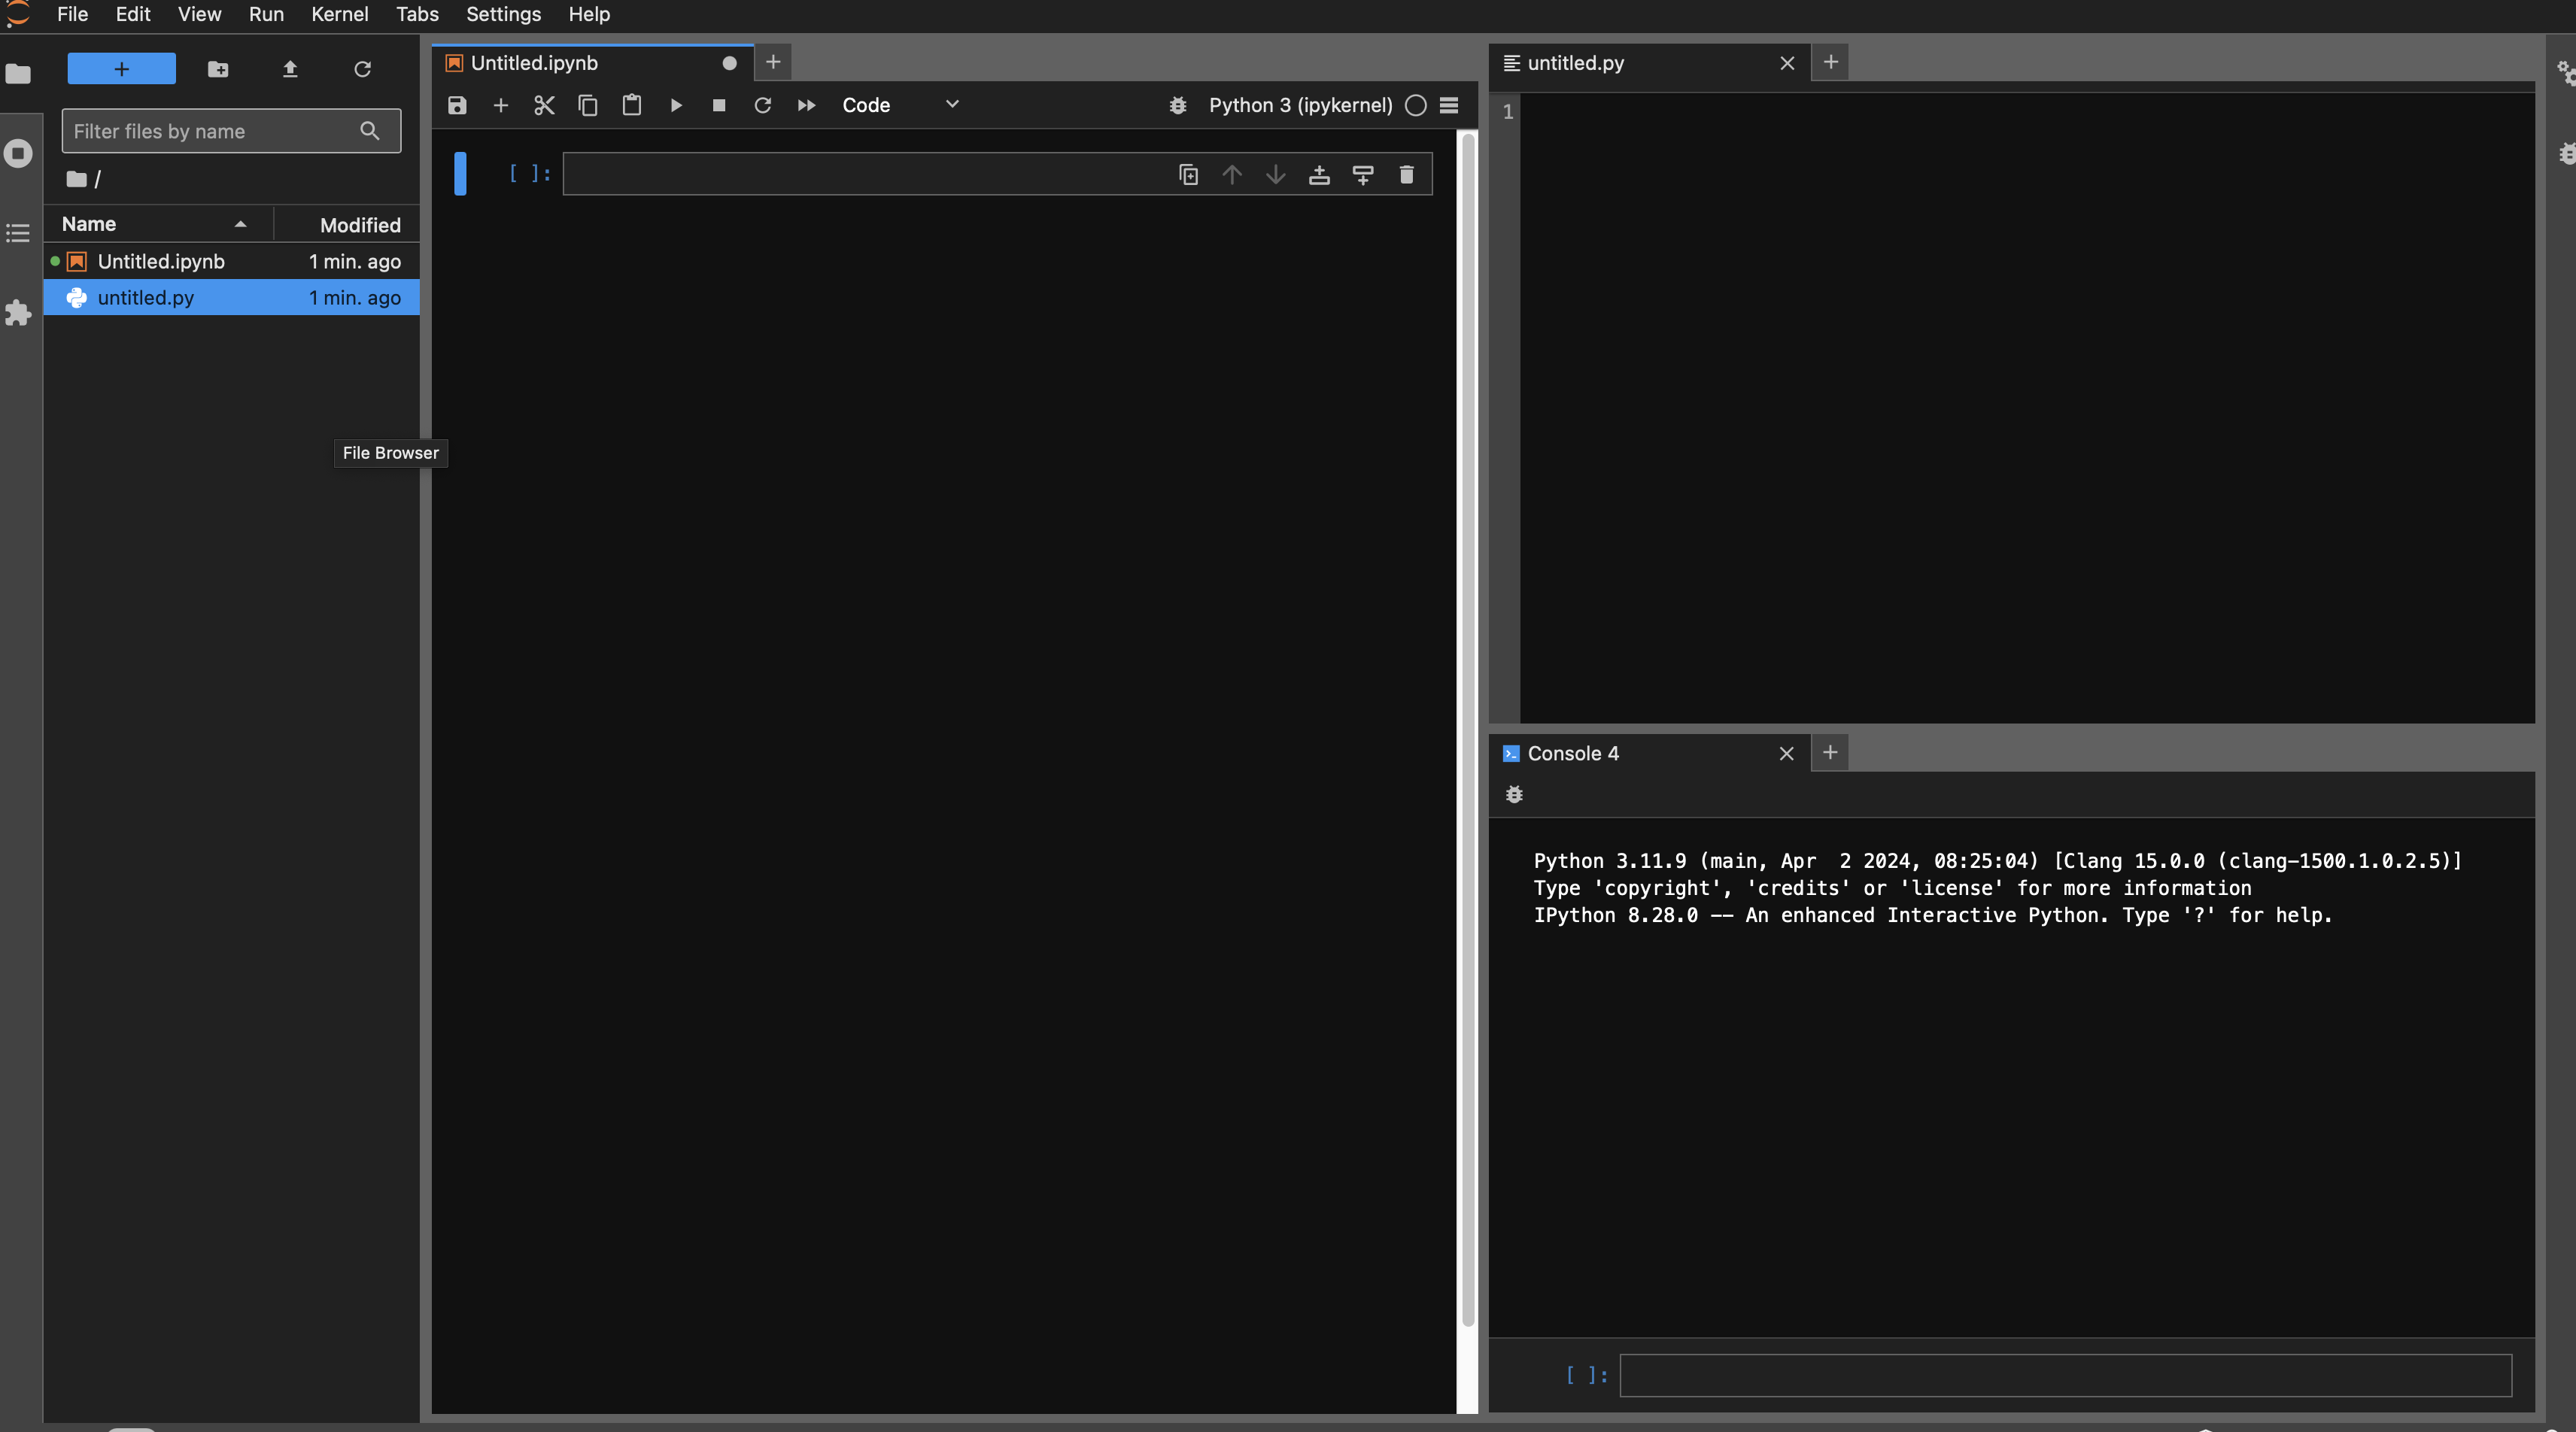 File Edit View Run Kernel Tabs Settings Help
Filter files by name
/
Name Modified
Untitled.ipynb 1 min. ago
untitled.py 1 min. ago
File Browser
Untitled.ipynb
Code Python 3 (ipykernel)
[ ]:
untitled.py
1
Console 4
Python 3.11.9 (main, Apr  2 2024, 08:25:04) [Clang 15.0.0 (clang-1500.1.0.2.5)]
Type 'copyright', 'credits' or 'license' for more information
IPython 8.28.0 -- An enhanced Interactive Python. Type '?' for help.
[ ]: